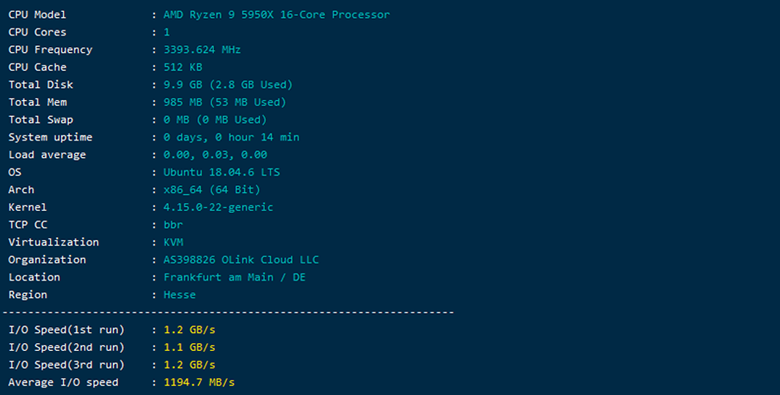 CPU Model : AMD Ryzen 9 5950X 16-Core Processor
CPU Cores : 1
CPU Frequency : 3393.624 MHz
CPU Cache : 512 KB
Total Disk : 9.9 GB (2.8 GB Used)
Total Mem : 985 MB (53 MB Used)
Total Swap : 0 MB (0 MB Used)
System uptime : 0 days, 0 hour 14 min
Load average : 0.00, 0.03, 0.00
OS : Ubuntu 18.04.6 LTS
Arch : x86_64 (64 Bit)
Kernel : 4.15.0-22-generic
TCP CC : bbr
Virtualization : KVM
Organization : AS398826 OLink Cloud LLC
Location : Frankfurt am Main / DE
Region : Hesse
----------------------------------------------------------------------
I/O Speed(1st run) : 1.2 GB/s
I/O Speed(2nd run) : 1.1 GB/s
I/O Speed(3rd run) : 1.2 GB/s
Average I/O speed : 1194.7 MB/s